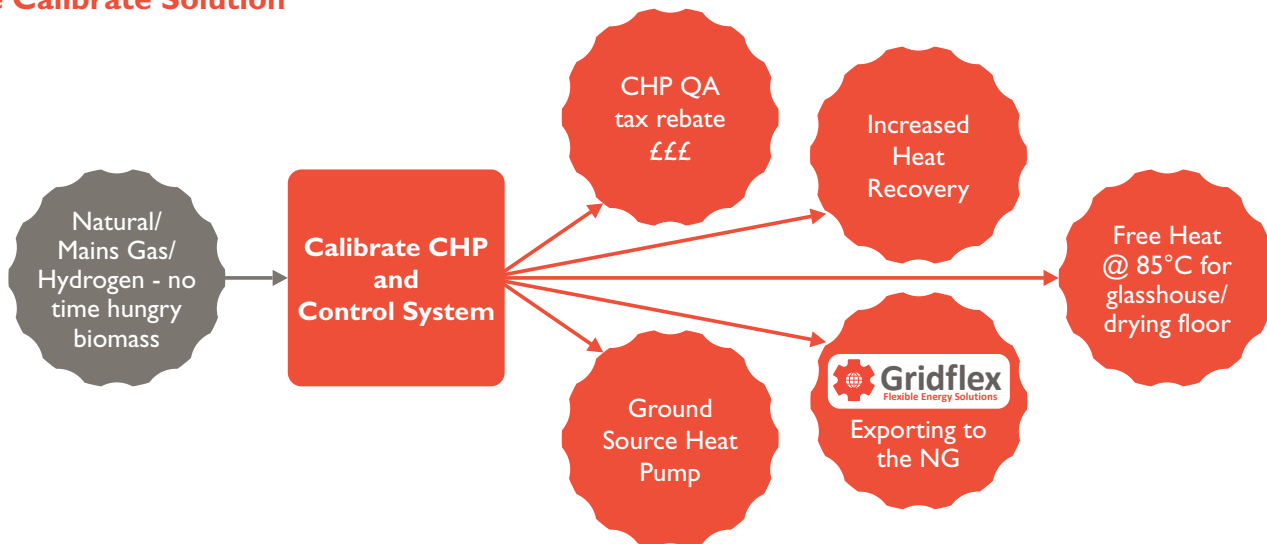 Calibrate Solution
Natural/
Mains Gas/
Hydrogen - no
time hungry
biomass
Calibrate CHP
and
Control System
CHP QA
tax rebate
£££
Increased
Heat
Recovery
Free Heat
@ 85°C for
glasshouse/
drying floor
Gridflex
Flexible Energy Solutions
Exporting to
the NG
Ground
Source Heat
Pump